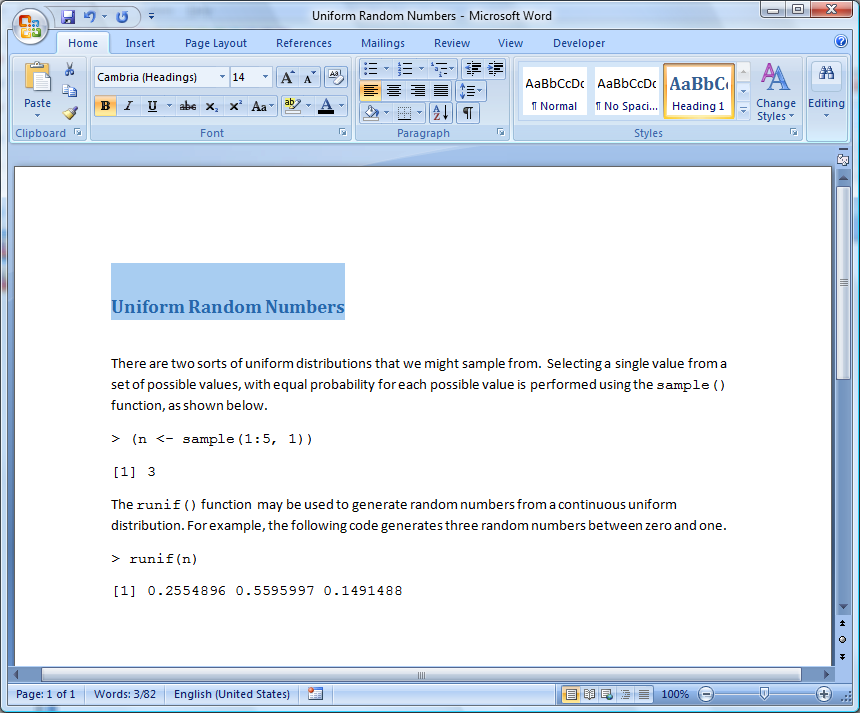 Uniform Random Numbers - Microsoft Word
Home Insert Page Layout References Mailings Review View Developer
Cambria (Headings) 14
Paste
B I U abc X₂ X² Aa ab A
AaBbCcDc AaBbCcDc AaBbC
¶ Normal ¶ No Spaci... Heading 1
Change Styles
Editing
Clipboard Font Paragraph Styles
Uniform Random Numbers
There are two sorts of uniform distributions that we might sample from. Selecting a single value from a
set of possible values, with equal probability for each possible value is performed using the sample()
function, as shown below.
> (n <- sample(1:5, 1))
[1] 3
The runif() function may be used to generate random numbers from a continuous uniform
distribution. For example, the following code generates three random numbers between zero and one.
> runif(n)
[1] 0.2554896 0.5595997 0.1491488
Page: 1 of 1 Words: 3/82 English (United States) 100%